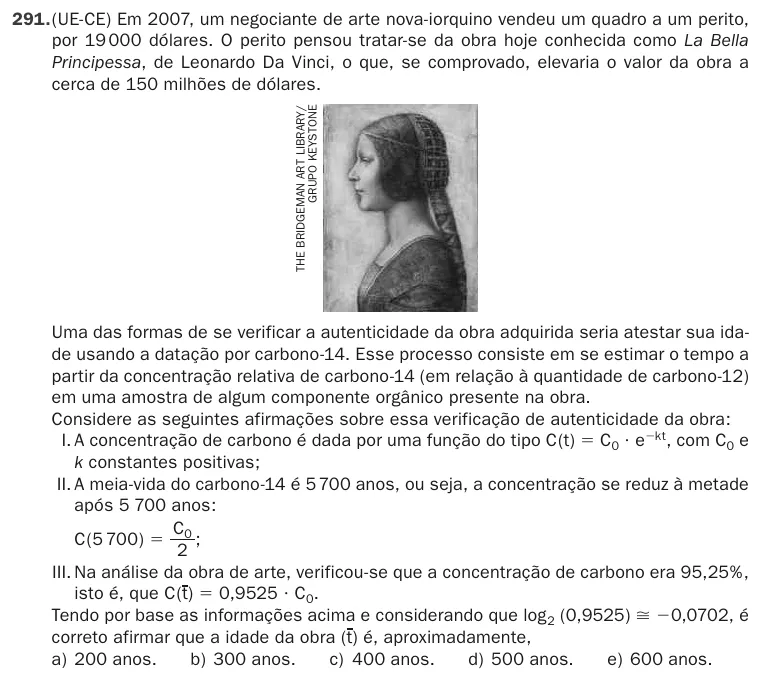 291.(UE-CE) Em 2007, um negociante de arte nova-iorquino vendeu um quadro a um perito,
por 19 000 dólares. O perito pensou tratar-se da obra hoje conhecida como La Bella
Principessa, de Leonardo Da Vinci, o que, se comprovado, elevaria o valor da obra a
cerca de 150 milhões de dólares.
THE BRIDGEMAN ART LIBRARY/
GRUPO KEYSTONE
Uma das formas de se verificar a autenticidade da obra adquirida seria atestar sua ida-
de usando a datação por carbono-14. Esse processo consiste em se estimar o tempo a
partir da concentração relativa de carbono-14 (em relação à quantidade de carbono-12)
em uma amostra de algum componente orgânico presente na obra.
Considere as seguintes afirmações sobre essa verificação de autenticidade da obra:
I. A concentração de carbono é dada por uma função do tipo C(t) = C₀ · e⁻ᵏᵗ, com C₀ e
k constantes positivas;
II. A meia-vida do carbono-14 é 5 700 anos, ou seja, a concentração se reduz à metade
após 5 700 anos:
C(5 700) = C₀/2;
III. Na análise da obra de arte, verificou-se que a concentração de carbono era 95,25%,
isto é, que C(t̄) = 0,9525 · C₀.
Tendo por base as informações acima e considerando que log₂ (0,9525) ≅ −0,0702, é
correto afirmar que a idade da obra (t̄) é, aproximadamente,
a) 200 anos. b) 300 anos. c) 400 anos. d) 500 anos. e) 600 anos.